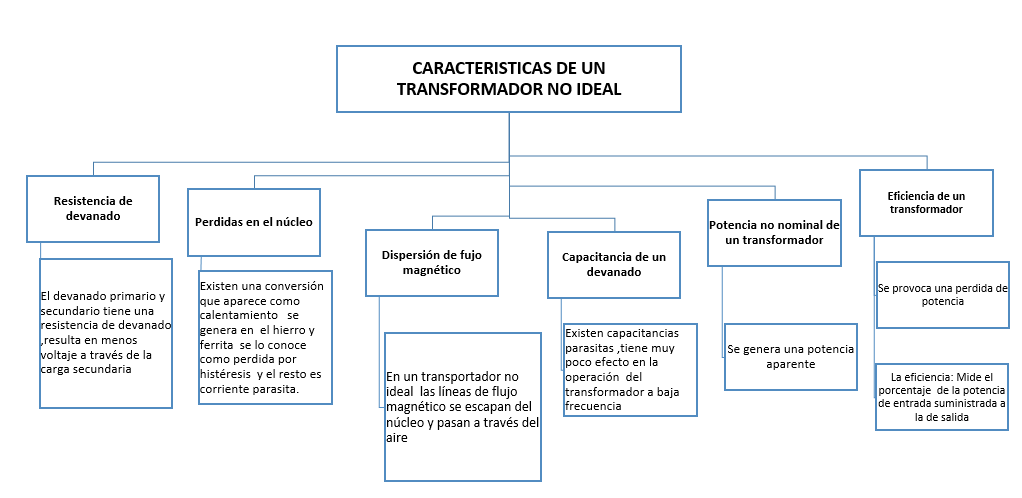 CARACTERISTICAS DE UN
TRANSFORMADOR NO IDEAL
Resistencia de
devanado
El devanado primario y
secundario tiene una
resistencia de devanado
,resulta en menos
voltaje a través de la
carga secundaria
Perdidas en el núcleo
Existen una conversión
que aparece como
calentamiento se
genera en el hierro y
ferrita se lo conoce
como perdida por
histéresis y el resto es
corriente parasita.
Dispersión de fujo
magnético
En un transportador no
ideal las líneas de flujo
magnético se escapan del
núcleo y pasan a través del
aire
Capacitancia de un
devanado
Existen capacitancias
parasitas ,tiene muy
poco efecto en la
operación del
transformador a baja
frecuencia
Potencia no nominal de
un transformador
Se genera una potencia
aparente
Eficiencia de un
transformador
Se provoca una perdida de
potencia
La eficiencia: Mide el
porcentaje de la potencia
de entrada suministrada a
la de salida